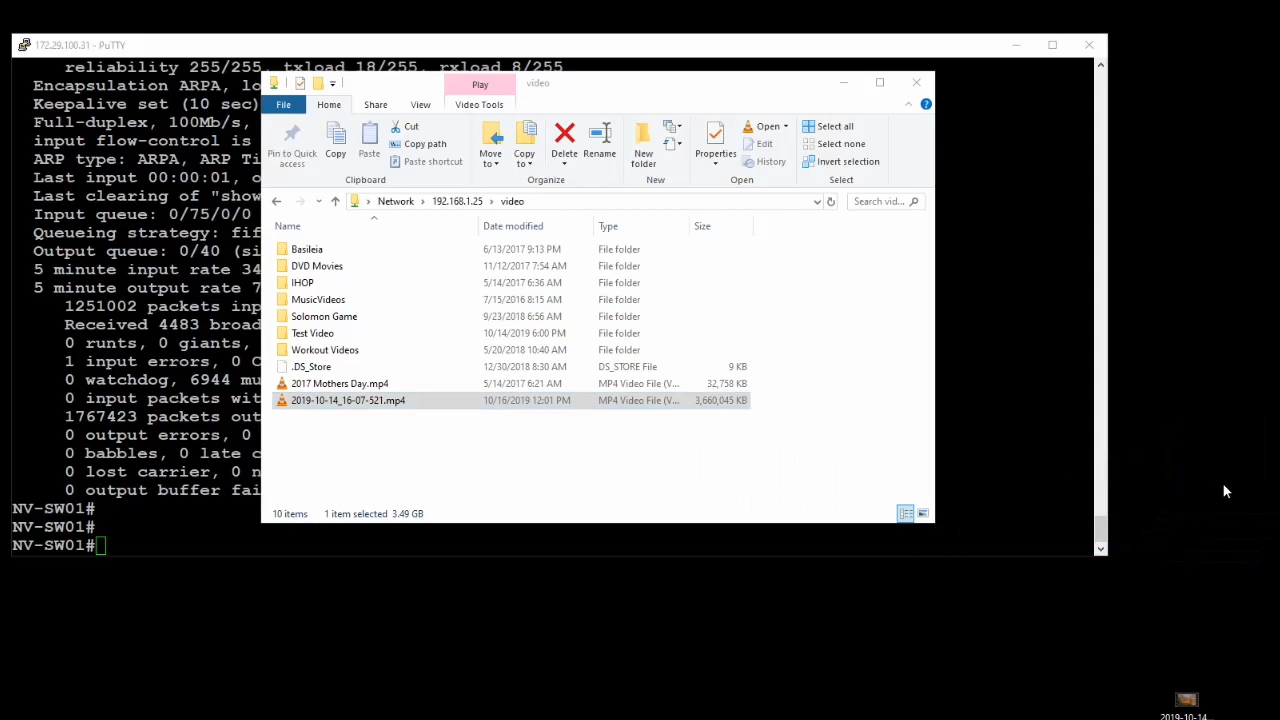 172.29.100.31 - PuTTY
reliability 255/255, txload 18/255, rxload 8/255
Encapsulation ARPA, lo
Keepalive set (10 sec)
Full-duplex, 100Mb/s,
input flow-control is
ARP type: ARPA, ARP Ti
Last input 00:00:01, o
Last clearing of "show
Input queue: 0/75/0/0
Queueing strategy: fif
Output queue: 0/40 (si
5 minute input rate 34
5 minute output rate 7
1251002 packets inp
Received 4483 broad
0 runts, 0 giants,
1 input errors, 0 C
0 watchdog, 6944 mu
0 input packets wit
1767423 packets out
0 output errors, 0
0 babbles, 0 late c
0 lost carrier, 0 n
0 output buffer fai
NV-SW01#
NV-SW01#
NV-SW01#
Play video
File Home Share View Video Tools
Pin to Quick access
Copy
Paste
Cut
Copy path
Paste shortcut
Clipboard
Move to
Copy to
Delete
Rename
Organize
New folder
New
Properties
Open
Edit
History
Open
Select all
Select none
Invert selection
Select
Network 192.168.1.25 video
Search vid...
Name Date modified Type Size
Basileia 6/13/2017 9:13 PM File folder
DVD Movies 11/12/2017 7:54 AM File folder
IHOP 5/14/2017 6:36 AM File folder
MusicVideos 7/15/2016 8:15 AM File folder
Solomon Game 9/23/2018 6:56 AM File folder
Test Video 10/14/2019 6:00 PM File folder
Workout Videos 5/20/2018 10:40 AM File folder
.DS_Store 12/30/2018 8:30 AM DS_STORE File 9 KB
2017 Mothers Day.mp4 5/14/2017 6:21 AM MP4 Video File (V... 32,758 KB
2019-10-14_16-07-521.mp4 10/16/2019 12:01 PM MP4 Video File (V... 3,660,045 KB
10 items 1 item selected 3.49 GB
2019-10-14...